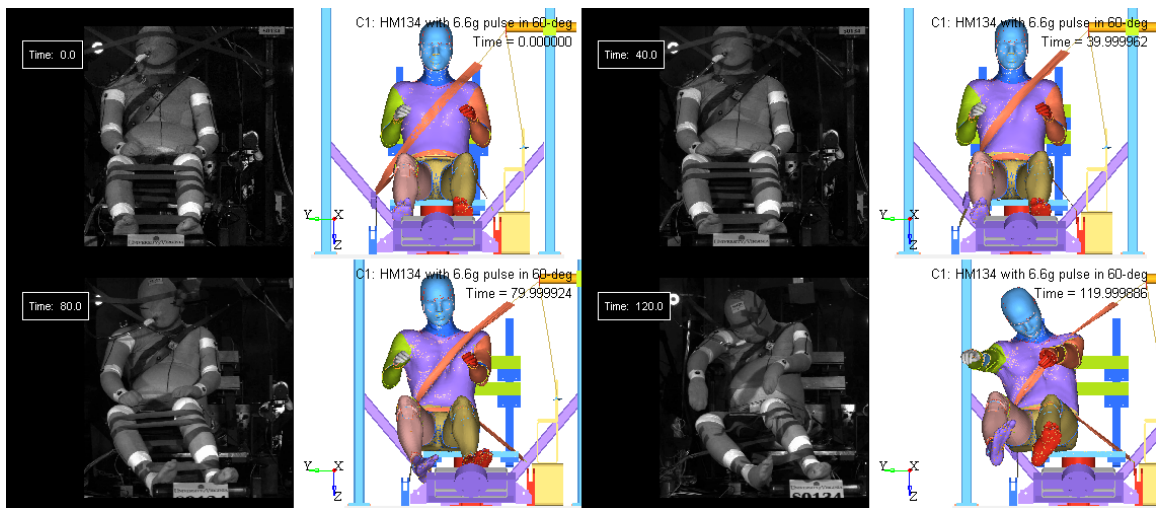 Time: 0.0
C1: HM134 with 6.6g pulse in 60-deg
Time = 0.000000
Y X
Z
Time: 40.0
C1: HM134 with 6.6g pulse in 60-deg
Time = 39.999962
Y X
Z
Time: 80.0
C1: HM134 with 6.6g pulse in 60-deg
Time = 79.999924
Y X
Z
Time: 120.0
S0134
C1: HM134 with 6.6g pulse in 60-deg
Time = 119.999886
Y X
Z